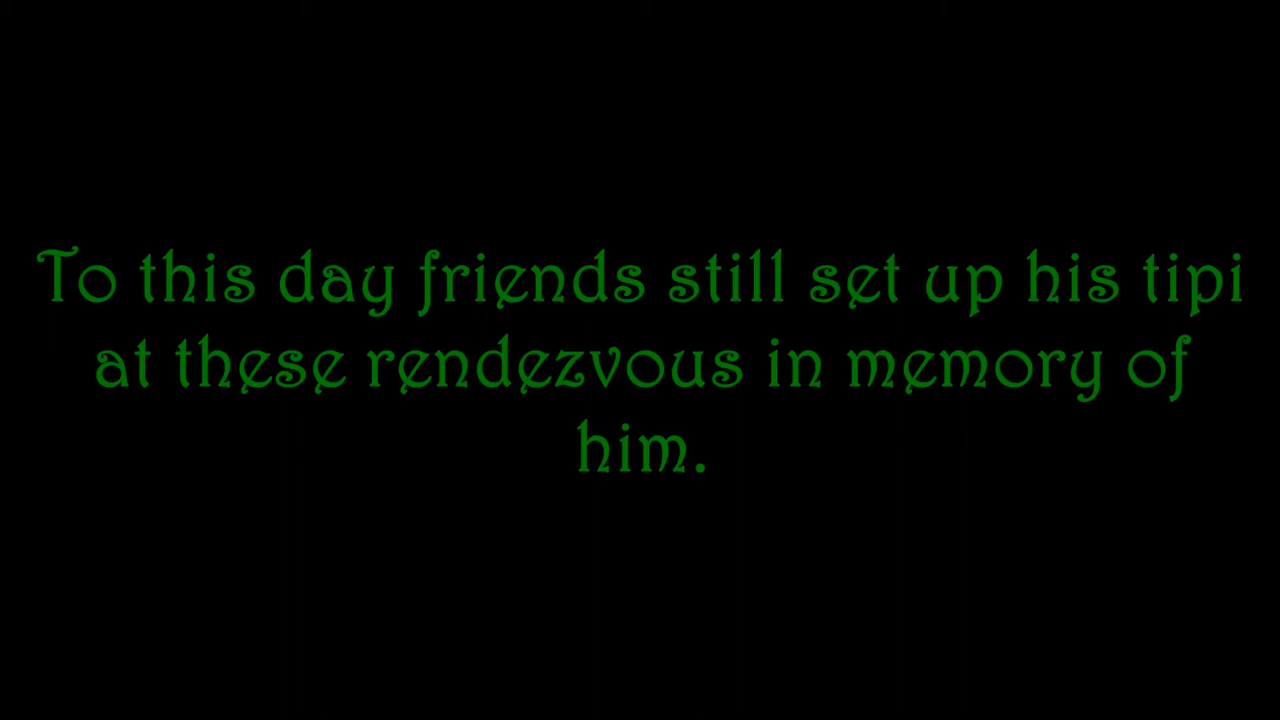 To this day friends still set up his tipi
at these rendezvous in memory of
him.